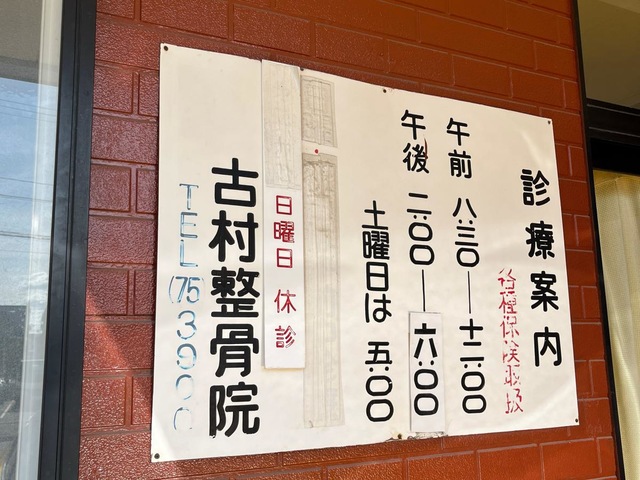 診療案内
各種保険取扱
午前 八:三〇―十二:〇〇
午後 二:〇〇―六:〇〇
土曜日は 五:〇〇
日曜日 休診
古村整骨院
TEL(75)3900